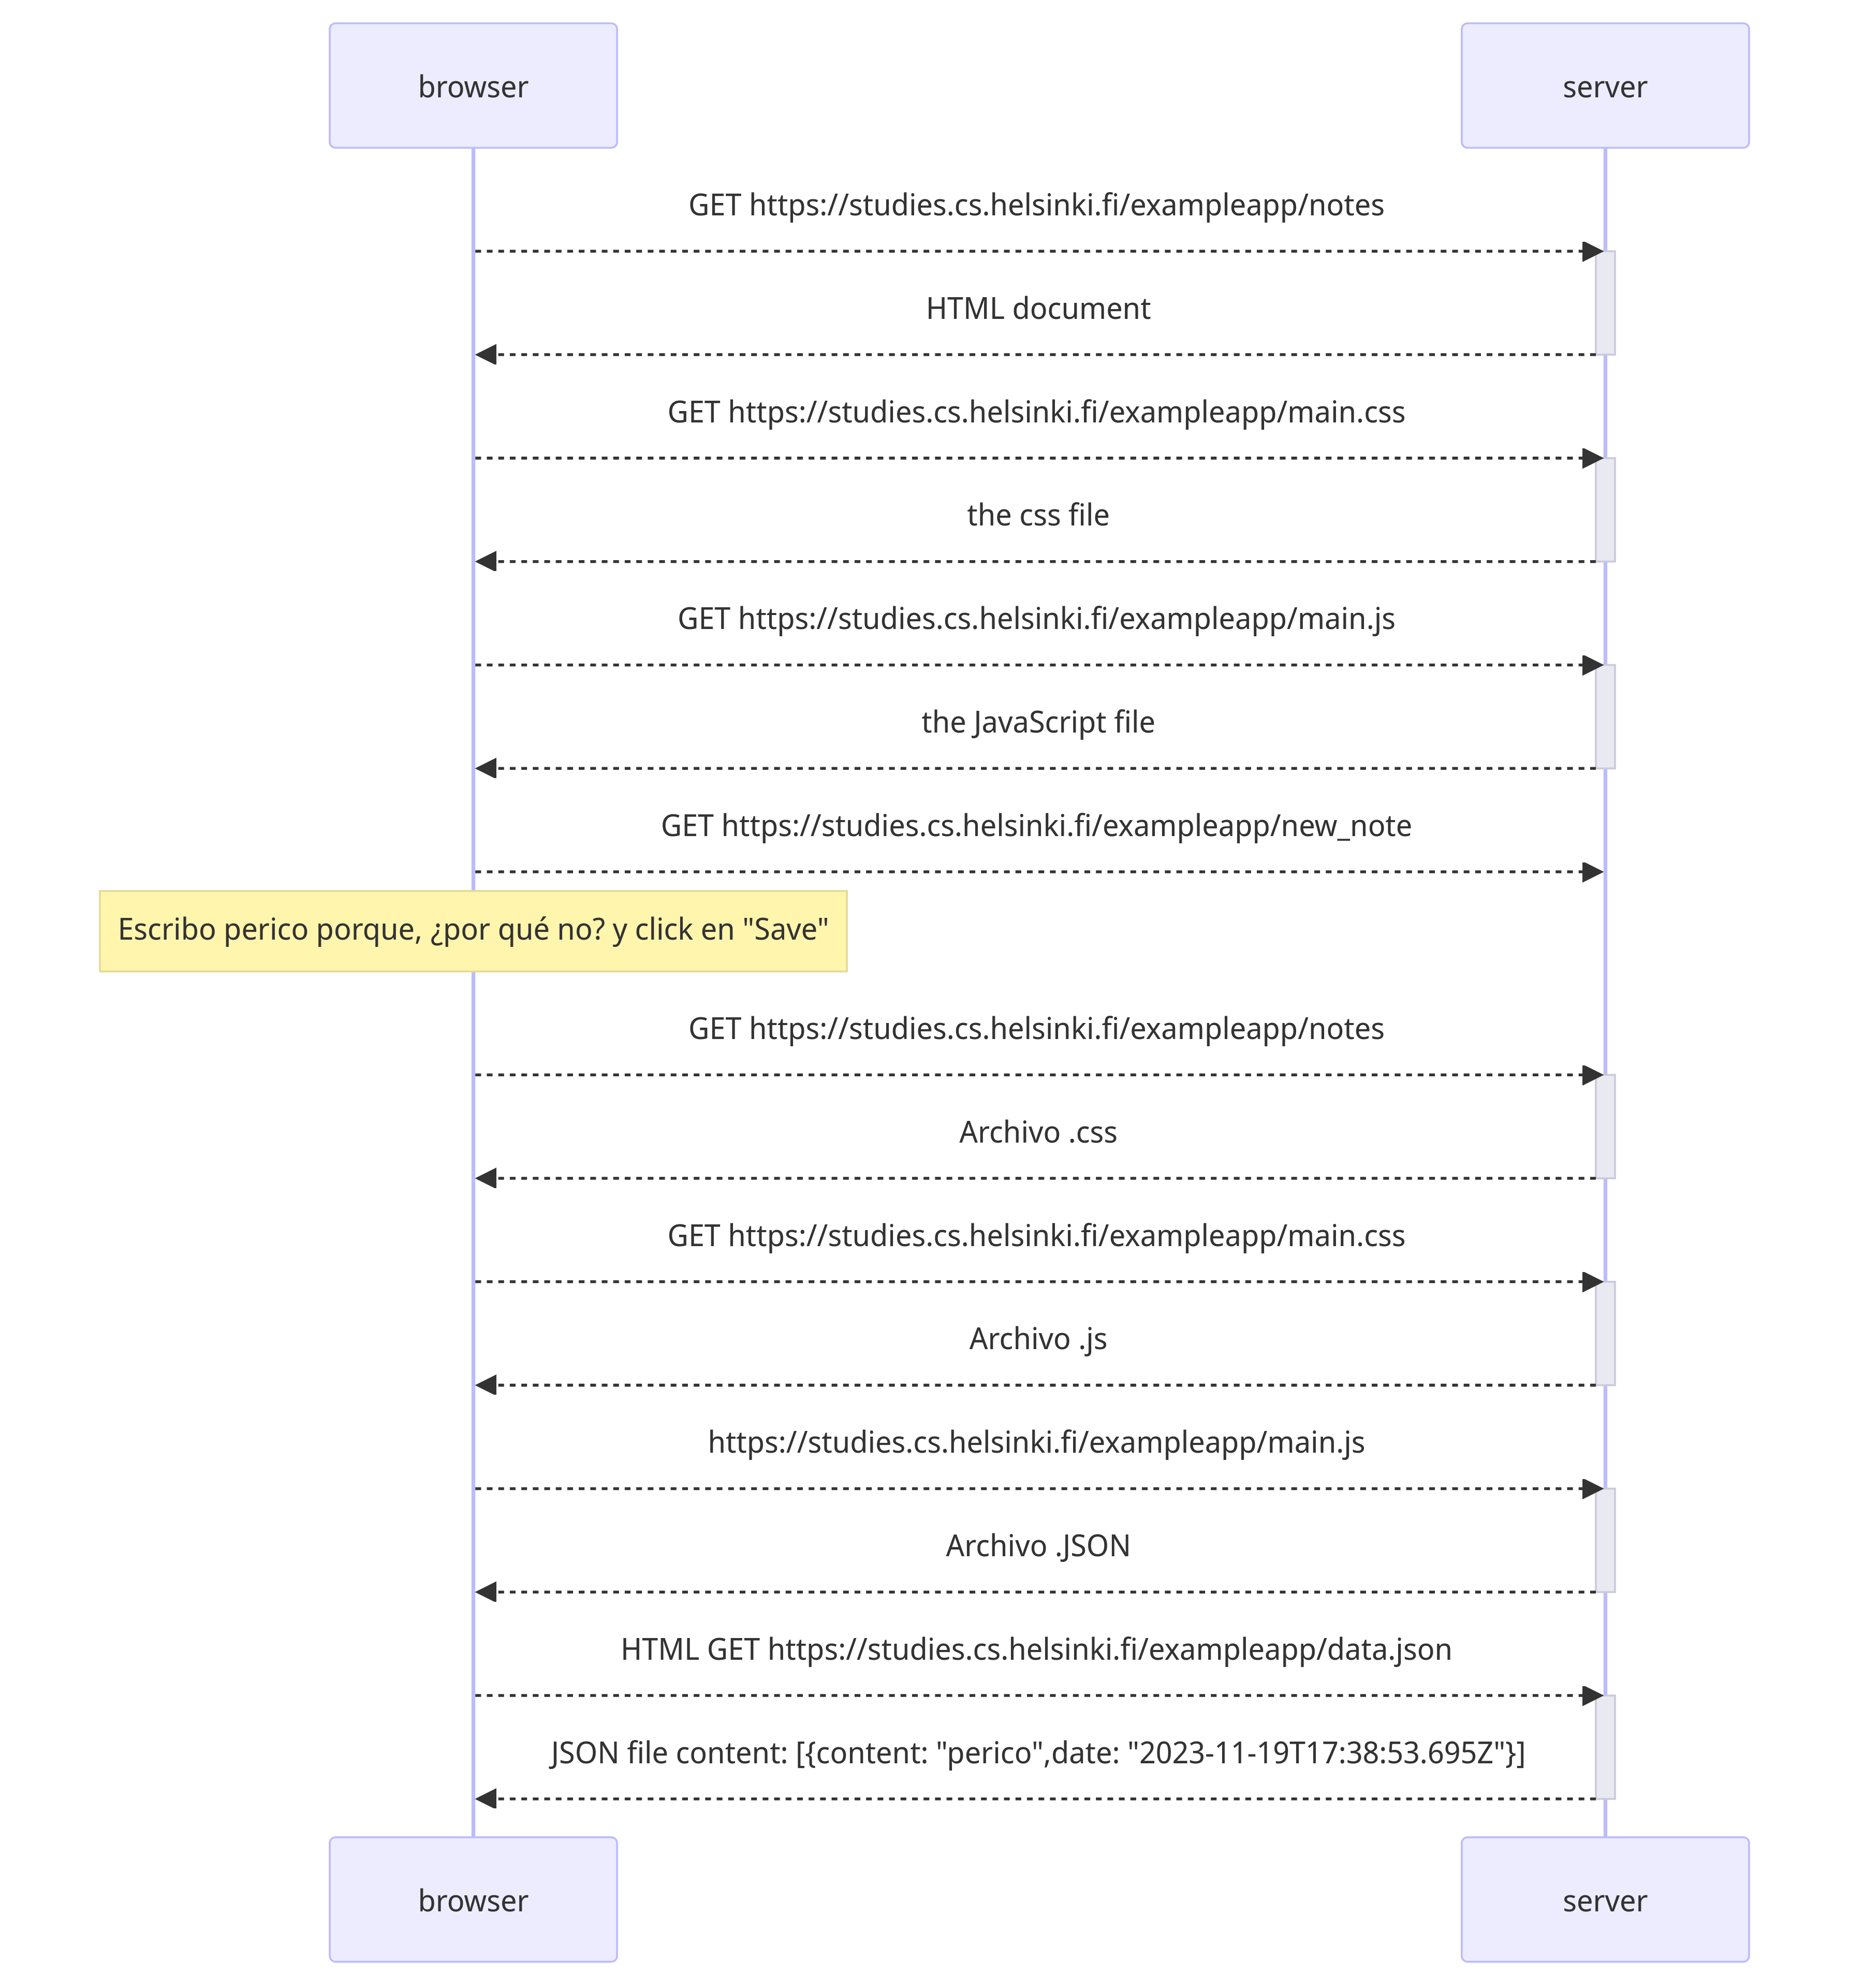 browser
server
GET https://studies.cs.helsinki.fi/exampleapp/notes
HTML document
GET https://studies.cs.helsinki.fi/exampleapp/main.css
the css file
GET https://studies.cs.helsinki.fi/exampleapp/main.js
the JavaScript file
GET https://studies.cs.helsinki.fi/exampleapp/new_note
Escribo perico porque, ¿por qué no? y click en "Save"
GET https://studies.cs.helsinki.fi/exampleapp/notes
Archivo .css
GET https://studies.cs.helsinki.fi/exampleapp/main.css
Archivo .js
https://studies.cs.helsinki.fi/exampleapp/main.js
Archivo .JSON
HTML GET https://studies.cs.helsinki.fi/exampleapp/data.json
JSON file content: [{content: "perico",date: "2023-11-19T17:38:53.695Z"}]
browser
server